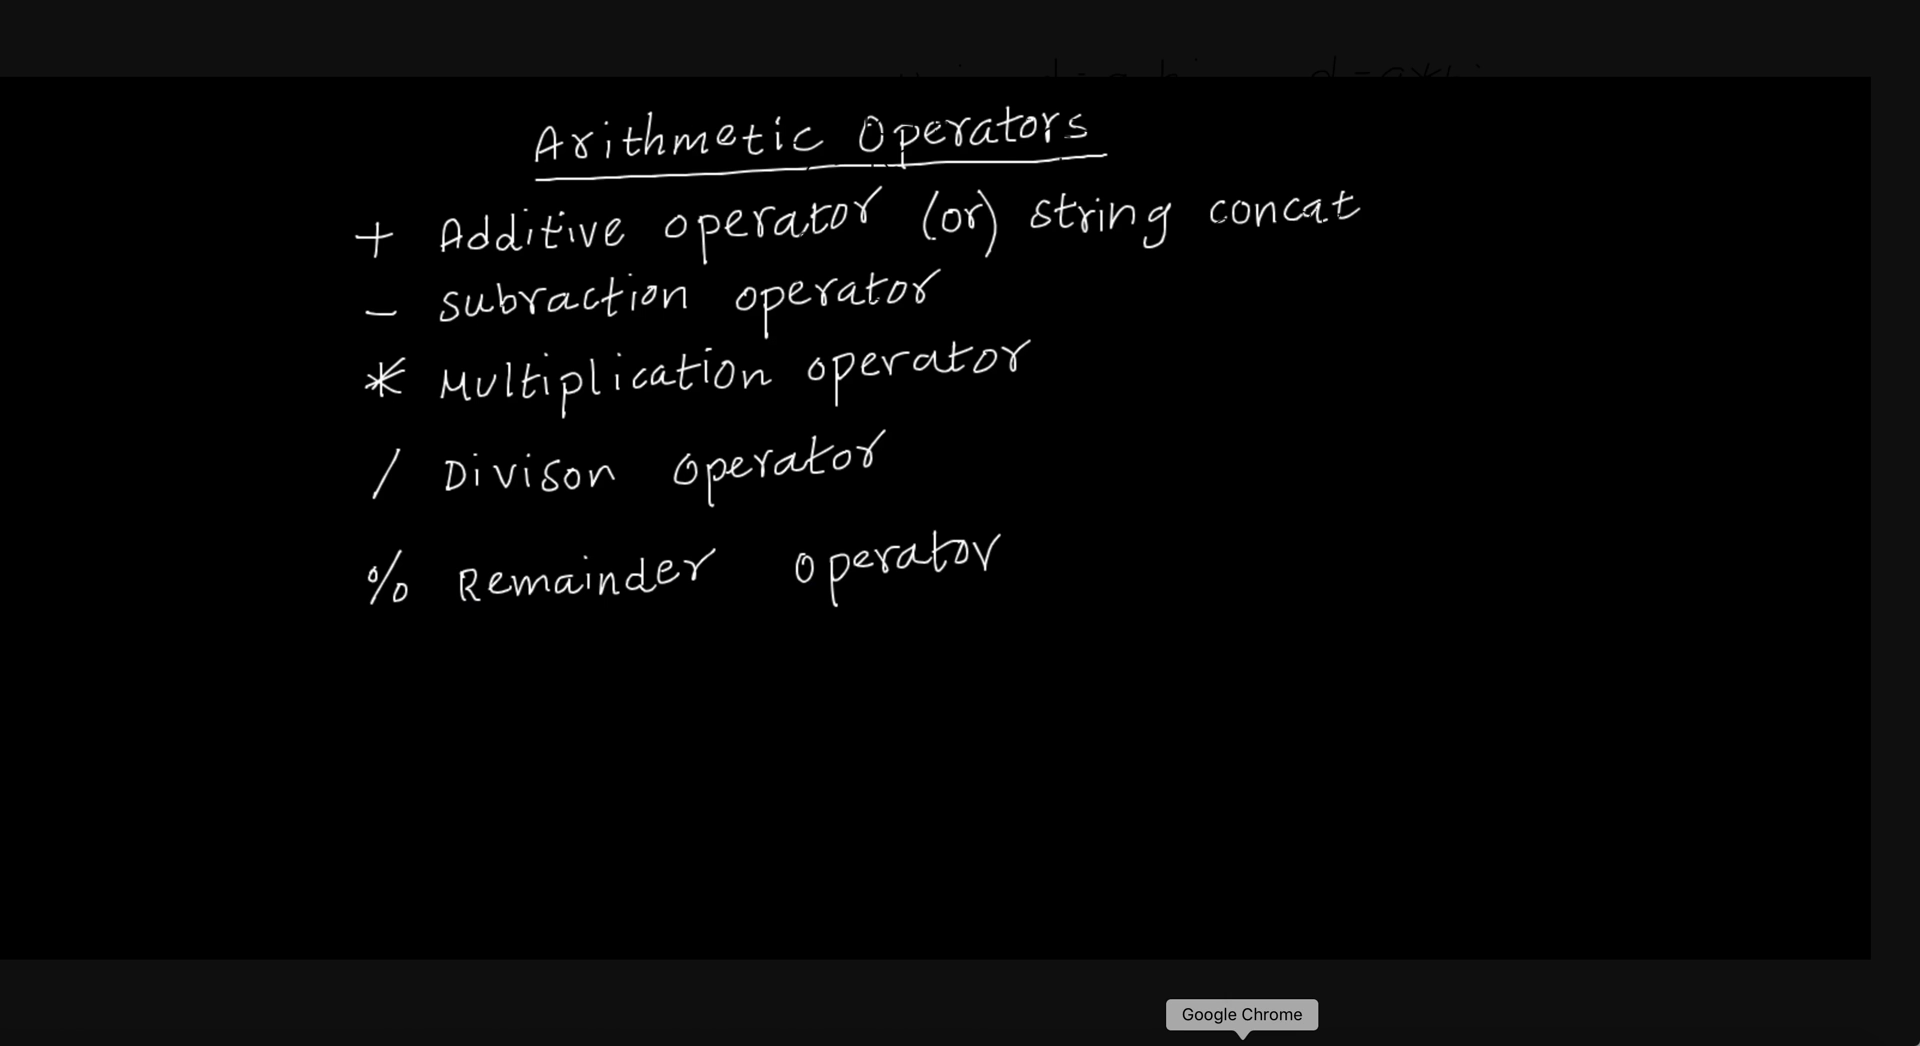 Arithmetic Operators
+ Additive operator (or) string concat
- subraction operator
* Multiplication operator
/ Divison operator
% Remainder operator
Google Chrome